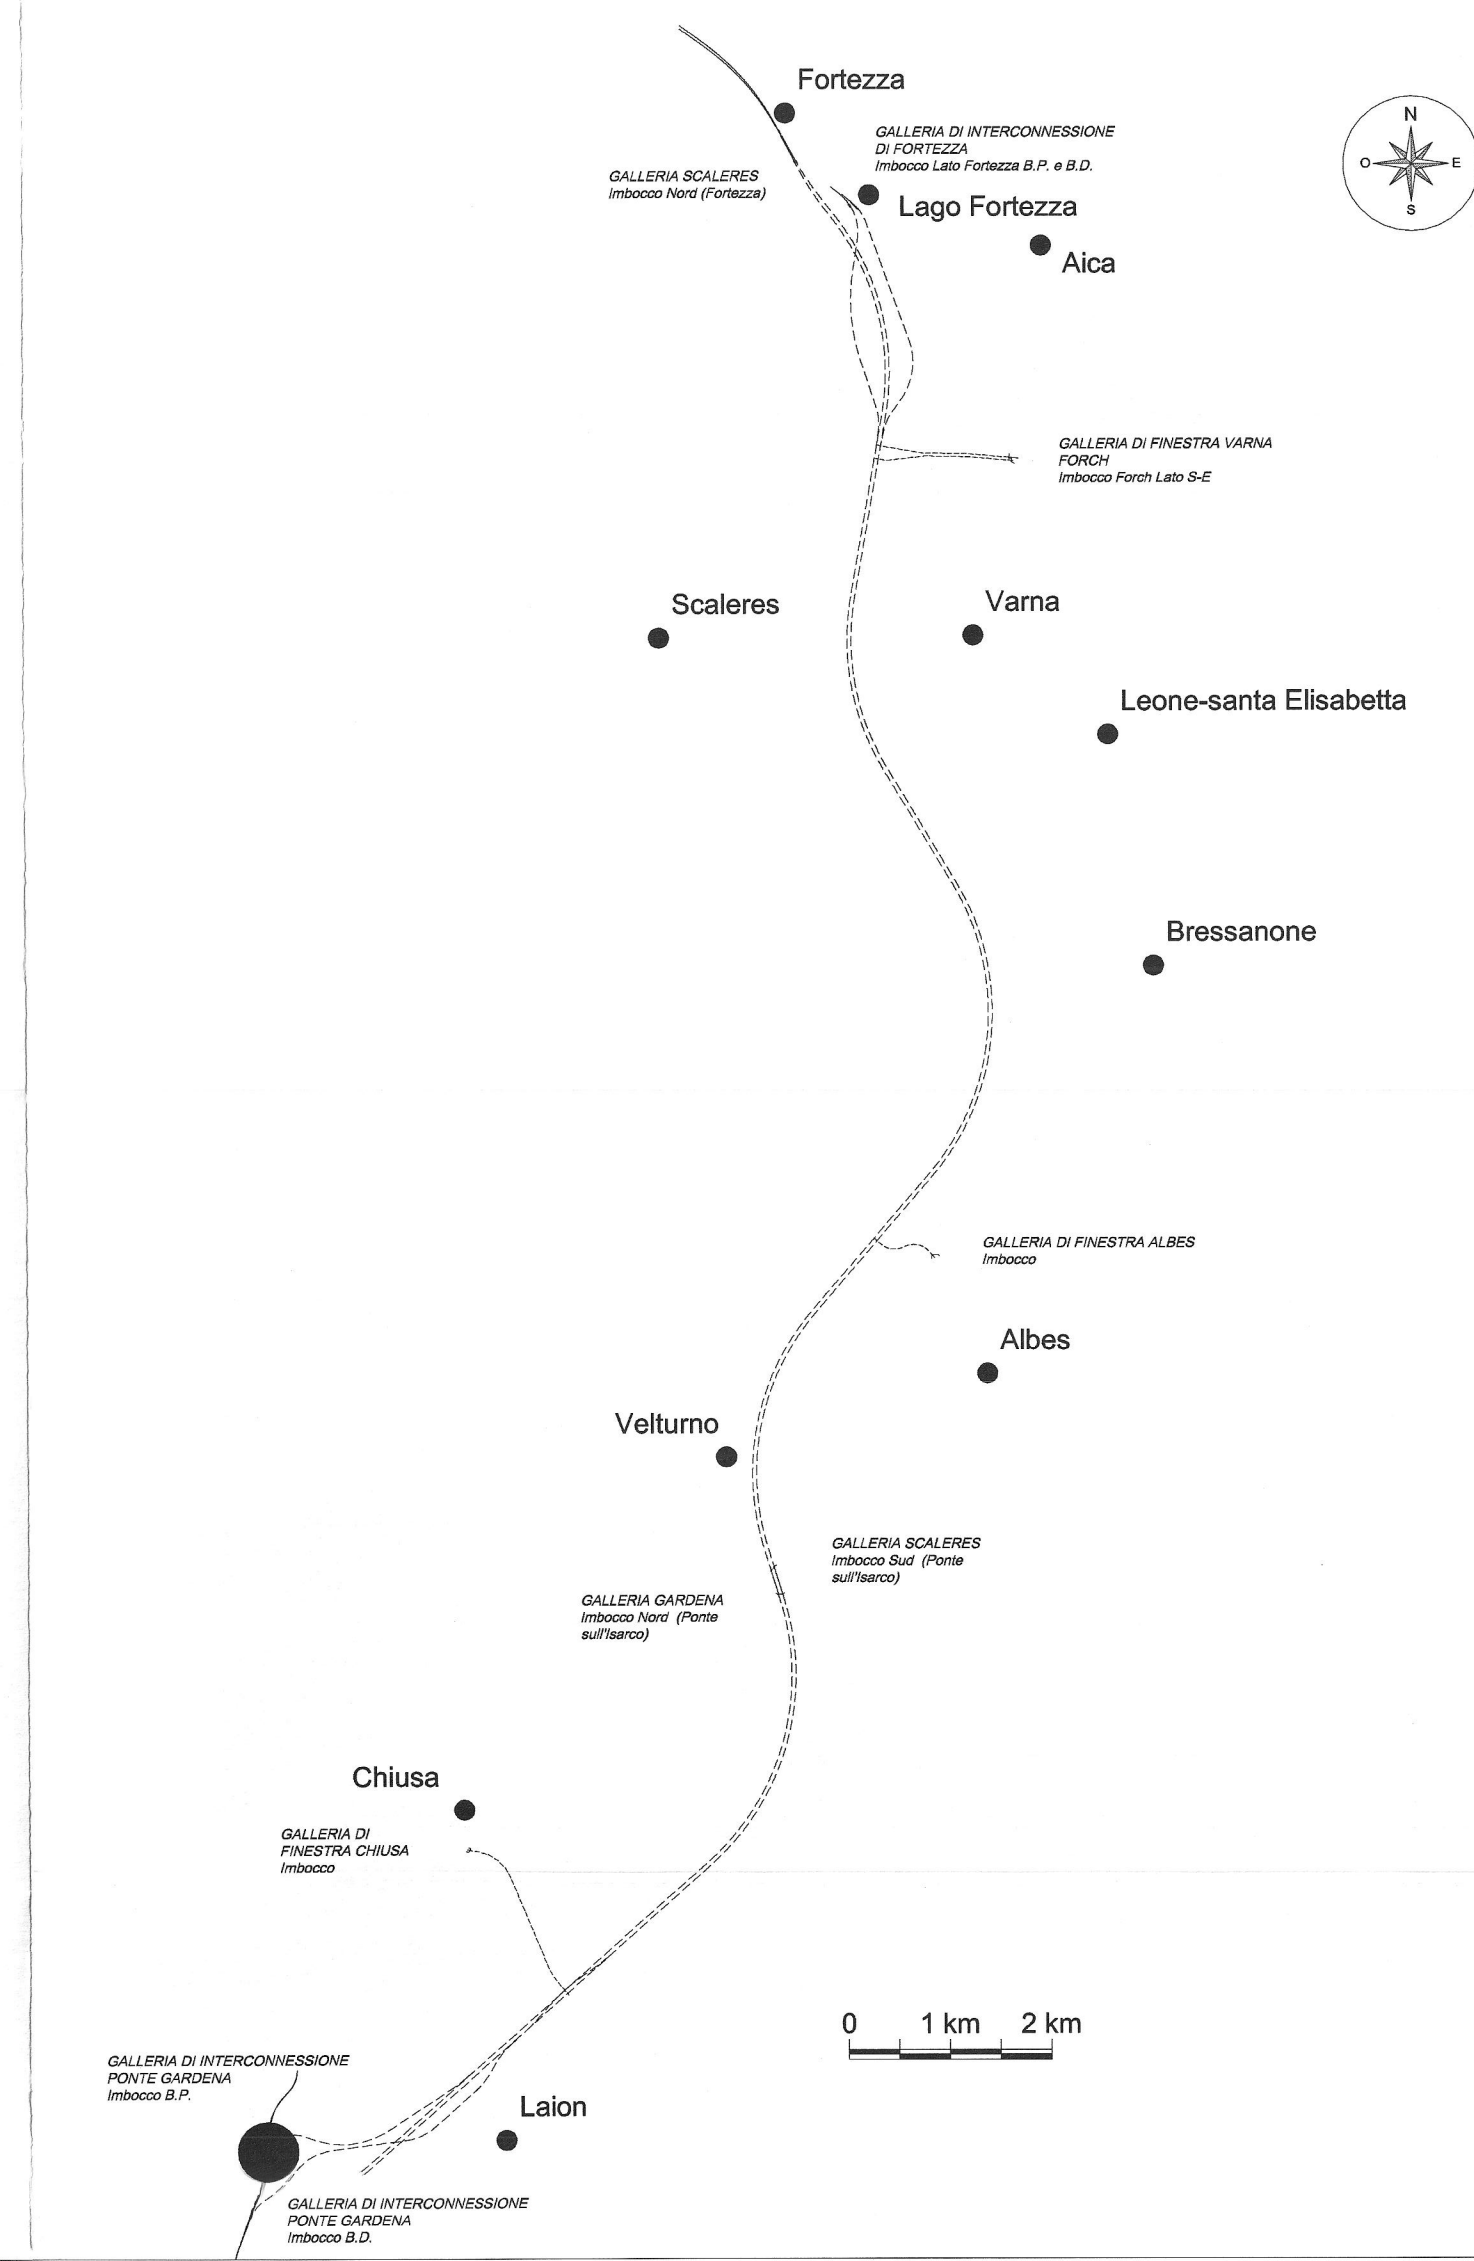 Fortezza
GALLERIA DI INTERCONNESSIONE
DI FORTEZZA
Imbocco Lato Fortezza B.P. e B.D.
N
O
E
S
GALLERIA SCALERES
Imbocco Nord (Fortezza)
Lago Fortezza
Aica
GALLERIA DI FINESTRA VARNA
FORCH
Imbocco Forch Lato S-E
Scaleres
Varna
Leone-santa Elisabetta
Bressanone
GALLERIA DI FINESTRA ALBES
Imbocco
Albes
Velturno
GALLERIA SCALERES
Imbocco Sud (Ponte
sull'Isarco)
GALLERIA GARDENA
Imbocco Nord (Ponte
sull'Isarco)
Chiusa
GALLERIA DI
FINESTRA CHIUSA
Imbocco
0 1 km 2 km
GALLERIA DI INTERCONNESSIONE
PONTE GARDENA
Imbocco B.P.
Laion
GALLERIA DI INTERCONNESSIONE
PONTE GARDENA
Imbocco B.D.